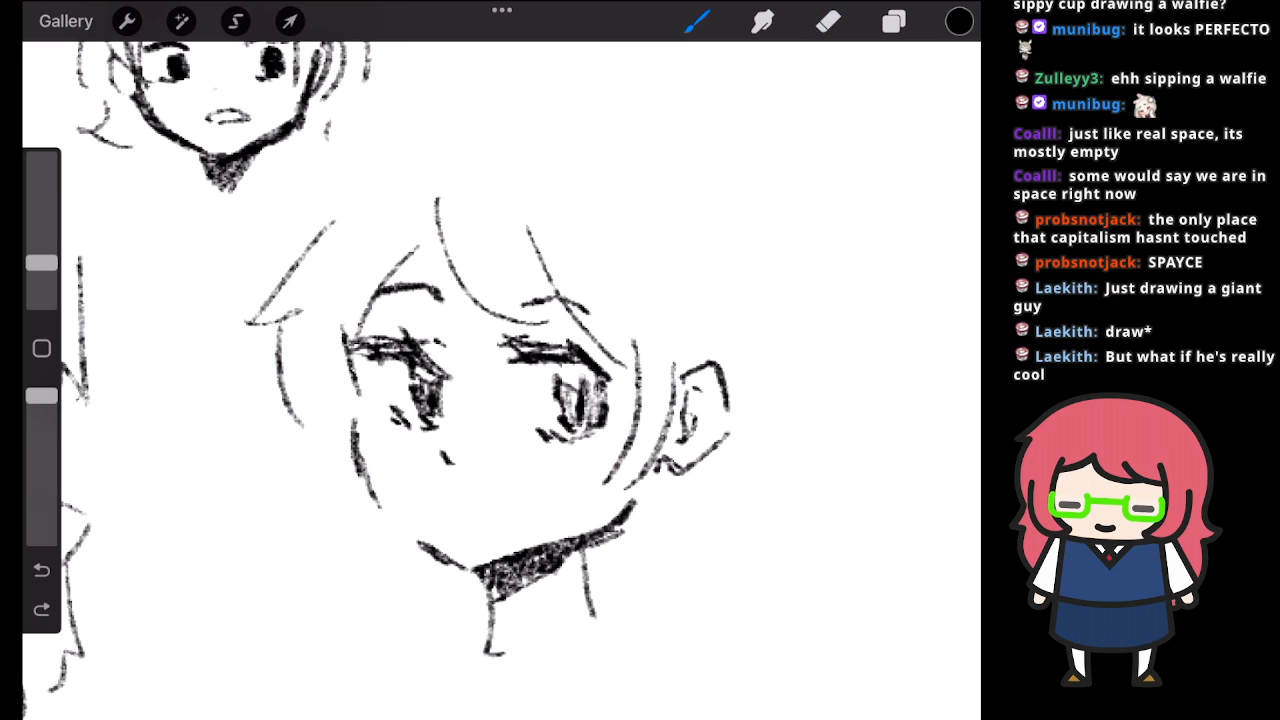 Gallery
sippy cup drawing a walfie?
munibug: it looks PERFECTO
Zulleyy3: ehh sipping a walfie
munibug:
Coalll: just like real space, its
mostly empty
Coalll: some would say we are in
space right now
probsnotjack: the only place
that capitalism hasnt touched
probsnotjack: SPAYCE
Laekith: Just drawing a giant
guy
Laekith: draw*
Laekith: But what if he's really
cool